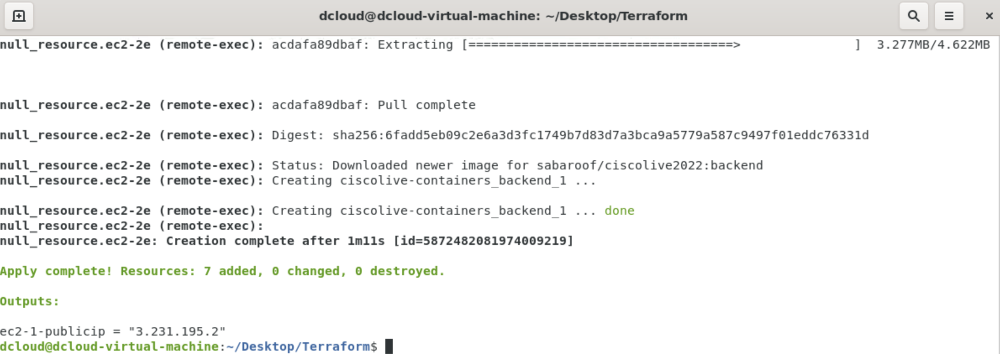 dcloud@dcloud-virtual-machine: ~/Desktop/Terraform
null_resource.ec2-2e (remote-exec): acdafa89dbaf: Extracting [===================================>               ]  3.277MB/4.622MB
null_resource.ec2-2e (remote-exec): acdafa89dbaf: Pull complete
null_resource.ec2-2e (remote-exec): Digest: sha256:6fadd5eb09c2e6a3d3fc1749b7d83d7a3bca9a5779a587c9497f01eddc76331d
null_resource.ec2-2e (remote-exec): Status: Downloaded newer image for sabaroof/ciscolive2022:backend
null_resource.ec2-2e (remote-exec): Creating ciscolive-containers_backend_1 ...
null_resource.ec2-2e (remote-exec): Creating ciscolive-containers_backend_1 ... done
null_resource.ec2-2e (remote-exec):
null_resource.ec2-2e: Creation complete after 1m11s [id=5872482081974009219]
Apply complete! Resources: 7 added, 0 changed, 0 destroyed.
Outputs:
ec2-1-publicip = "3.231.195.2"
dcloud@dcloud-virtual-machine:~/Desktop/Terraform$